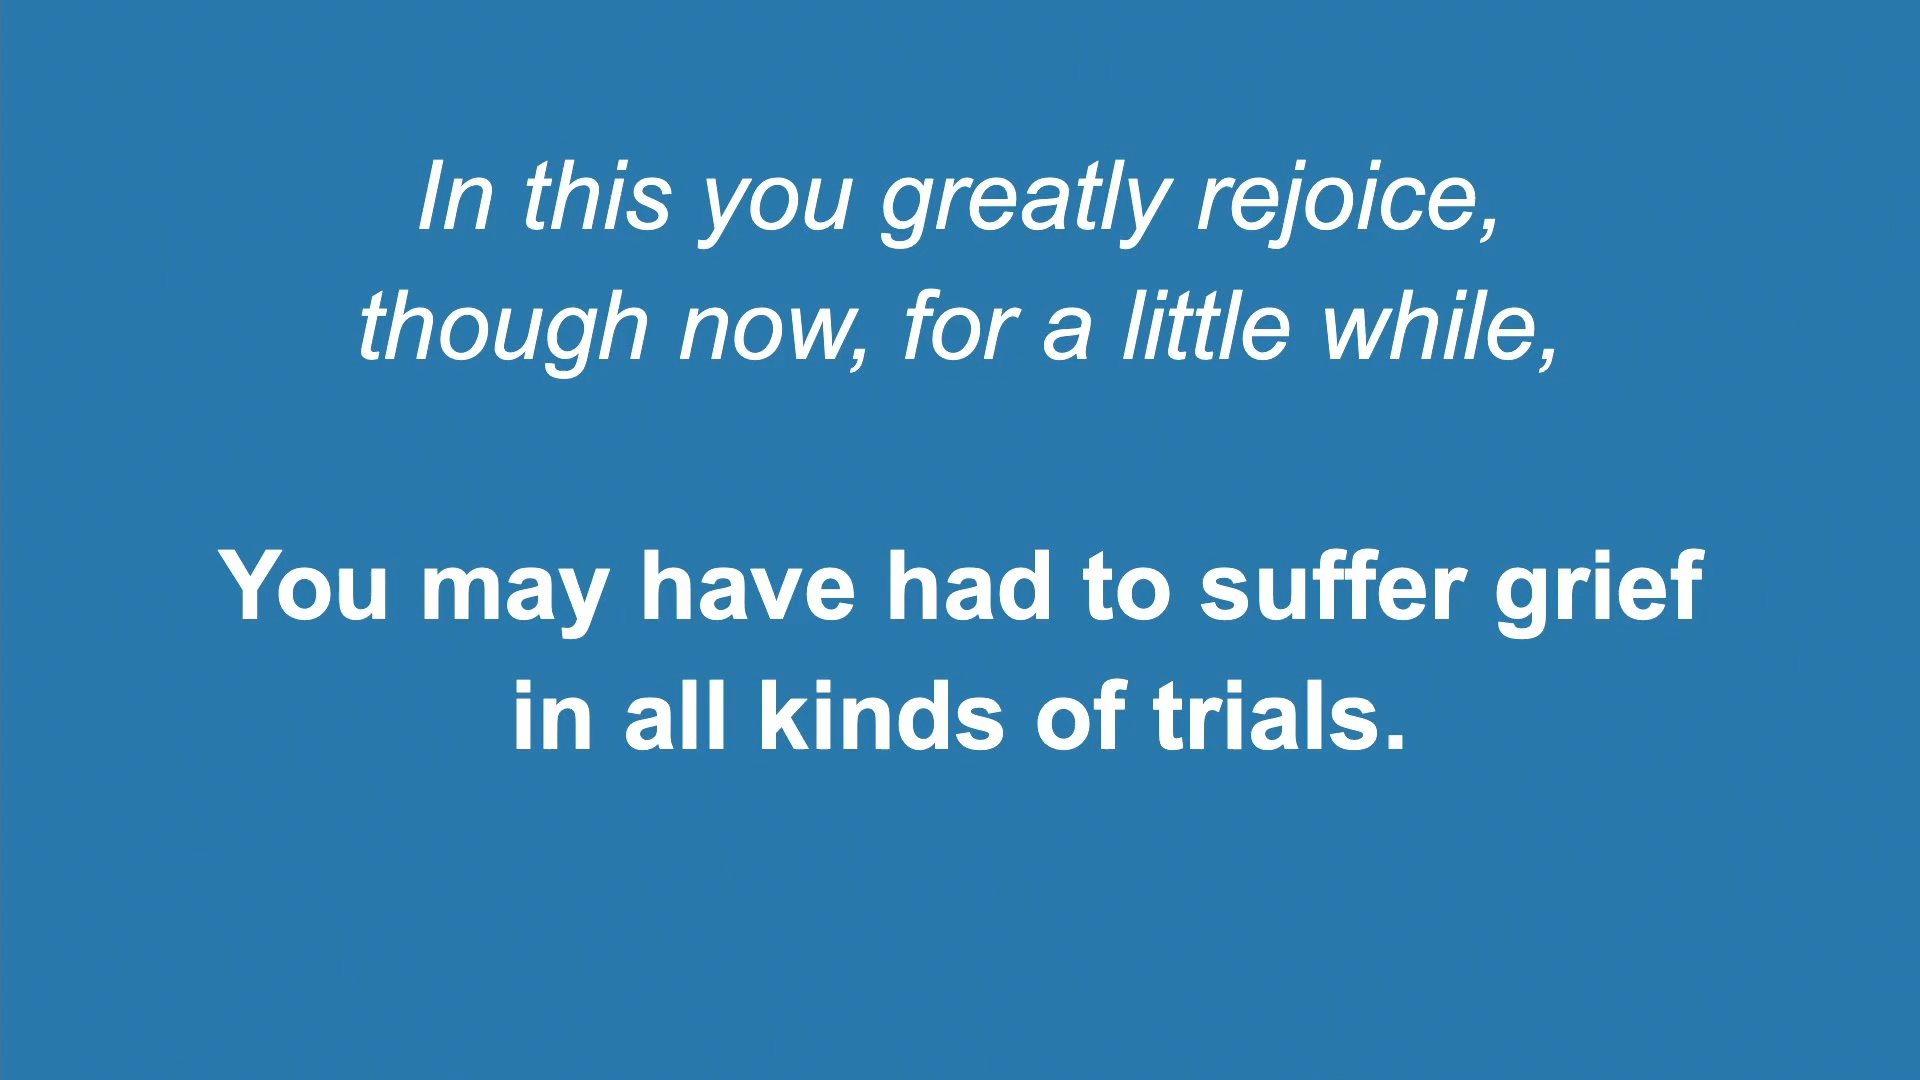 In this you greatly rejoice,
though now, for a little while,
You may have had to suffer grief
in all kinds of trials.